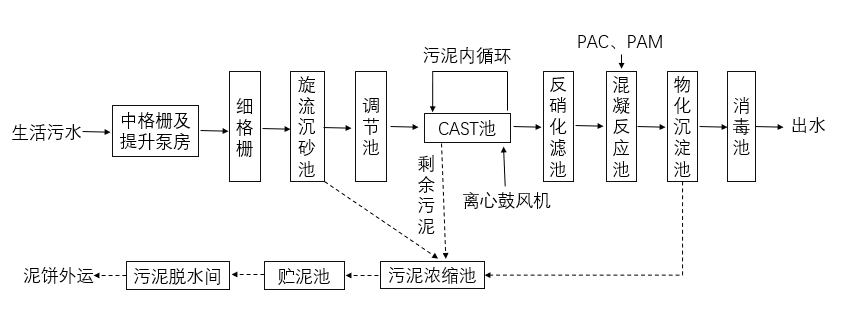 PAC、PAM
污泥内循环
生活污水
中格栅及
提升泵房
细格栅
旋流沉砂池
调节池
CAST池
反硝化滤池
混凝反应池
物化沉淀池
消毒池
出水
剩余污泥
离心鼓风机
泥饼外运
污泥脱水间
贮泥池
污泥浓缩池